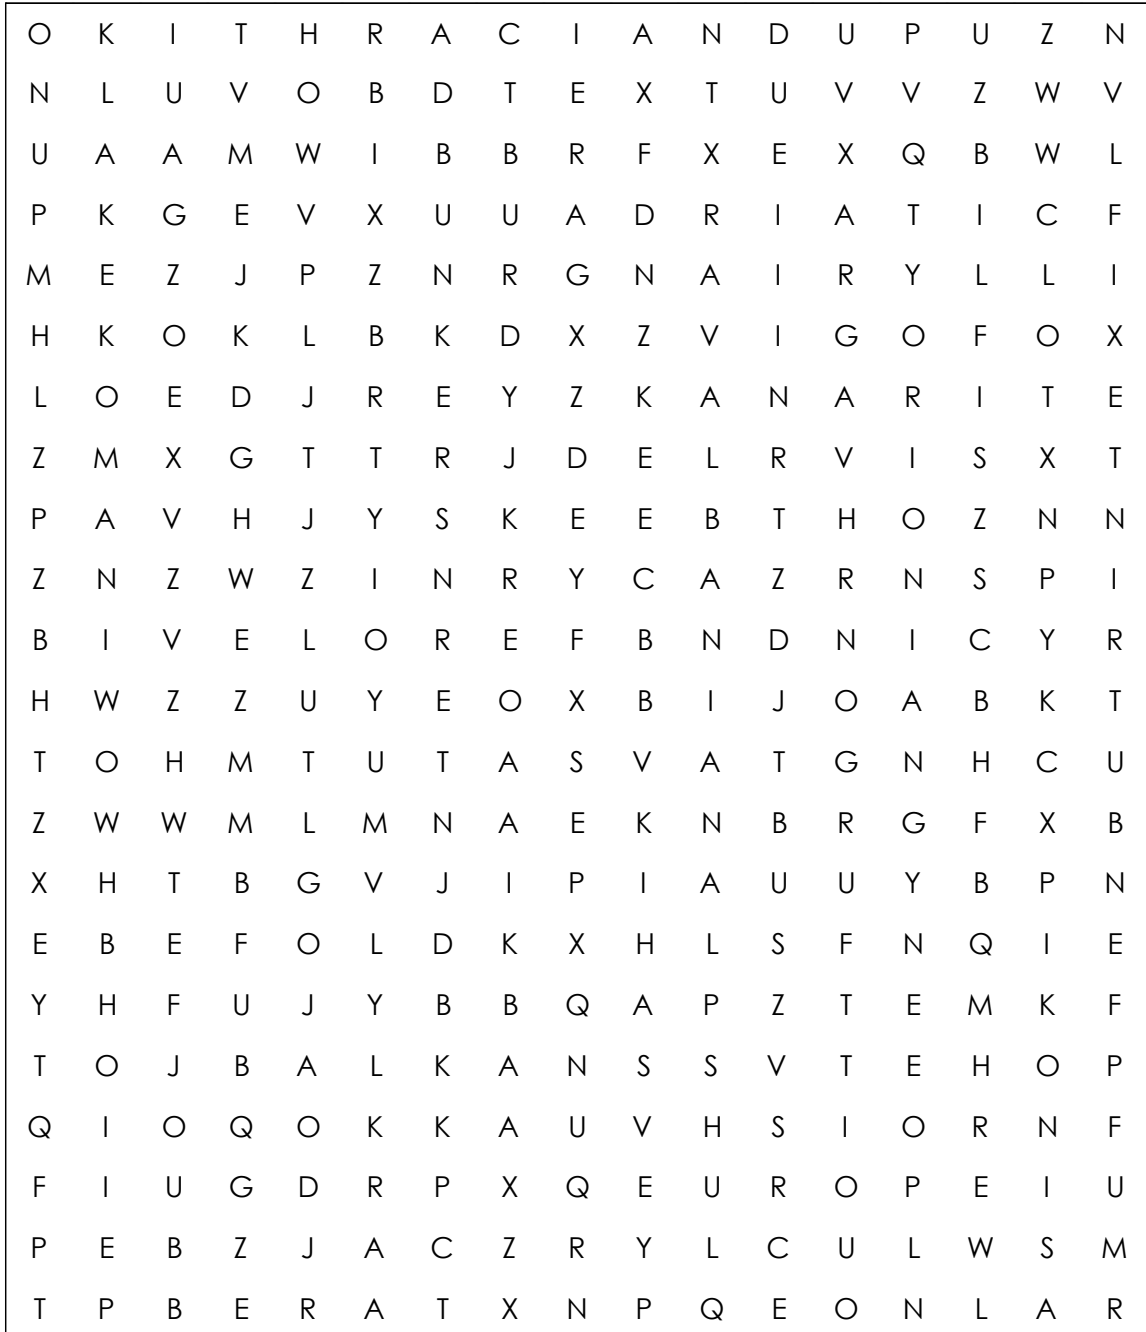 O K I T H R A C I A N D U P U Z N
N L U V O B D T E X T U V V Z W V
U A A M W I B B R F X E X Q B W L
P K G E V X U U A D R I A T I C F
M E Z J P Z N R G N A I R Y L L I
H K O K L B K D X Z V I G O F O X
L O E D J R E Y Z K A N A R I T E
Z M X G T T R J D E L R V I S X T
P A V H J Y S K E E B T H O Z N N
Z N Z W Z I N R Y C A Z R N S P I
B I V E L O R E F B N D N I C Y R
H W Z Z U Y E O X B I J O A B K T
T O H M T U T A S V A T G N H C U
Z W W M L M N A E K N B R G F X B
X H T B G V J I P I A U U Y B P N
E B E F O L D K X H L S F N Q I E
Y H F U J Y B B Q A P Z T E M K F
T O J B A L K A N S S V T E H O P
Q I O Q O K K A U V H S I O R N F
F I U G D R P X Q E U R O P E I U
P E B Z J A C Z R Y L C U L W S M
T P B E R A T X N P Q E O N L A R